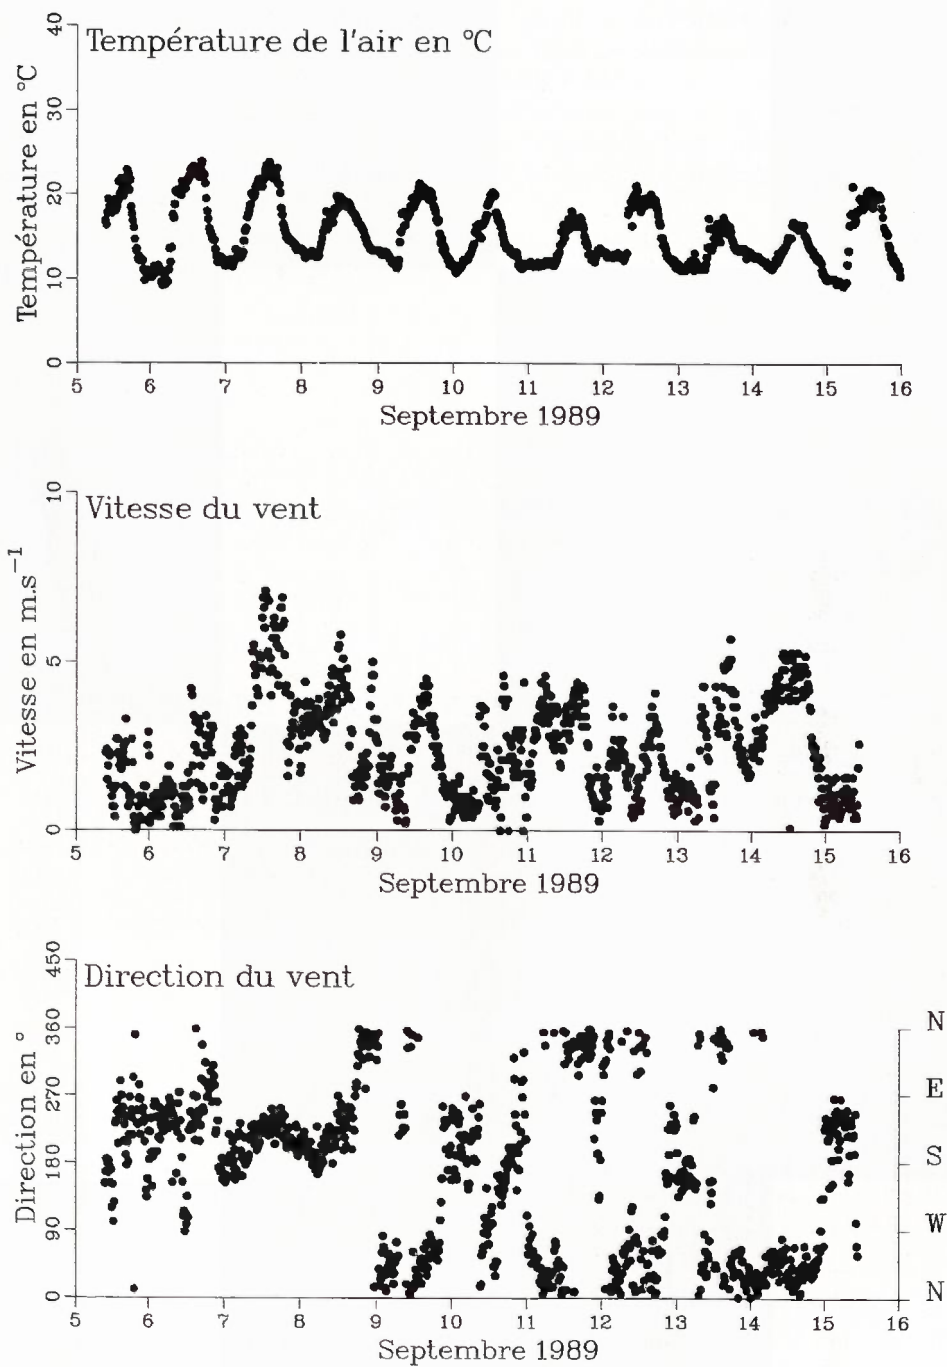 Température de l'air en °C
Température en °C
40
30
20
10
0
5 6 7 8 9 10 11 12 13 14 15 16
Septembre 1989
Vitesse du vent
Vitesse en m.s⁻¹
10
5
0
5 6 7 8 9 10 11 12 13 14 15 16
Septembre 1989
Direction du vent
Direction en °
450
360
270
180
90
0
N
E
S
W
N
5 6 7 8 9 10 11 12 13 14 15 16
Septembre 1989